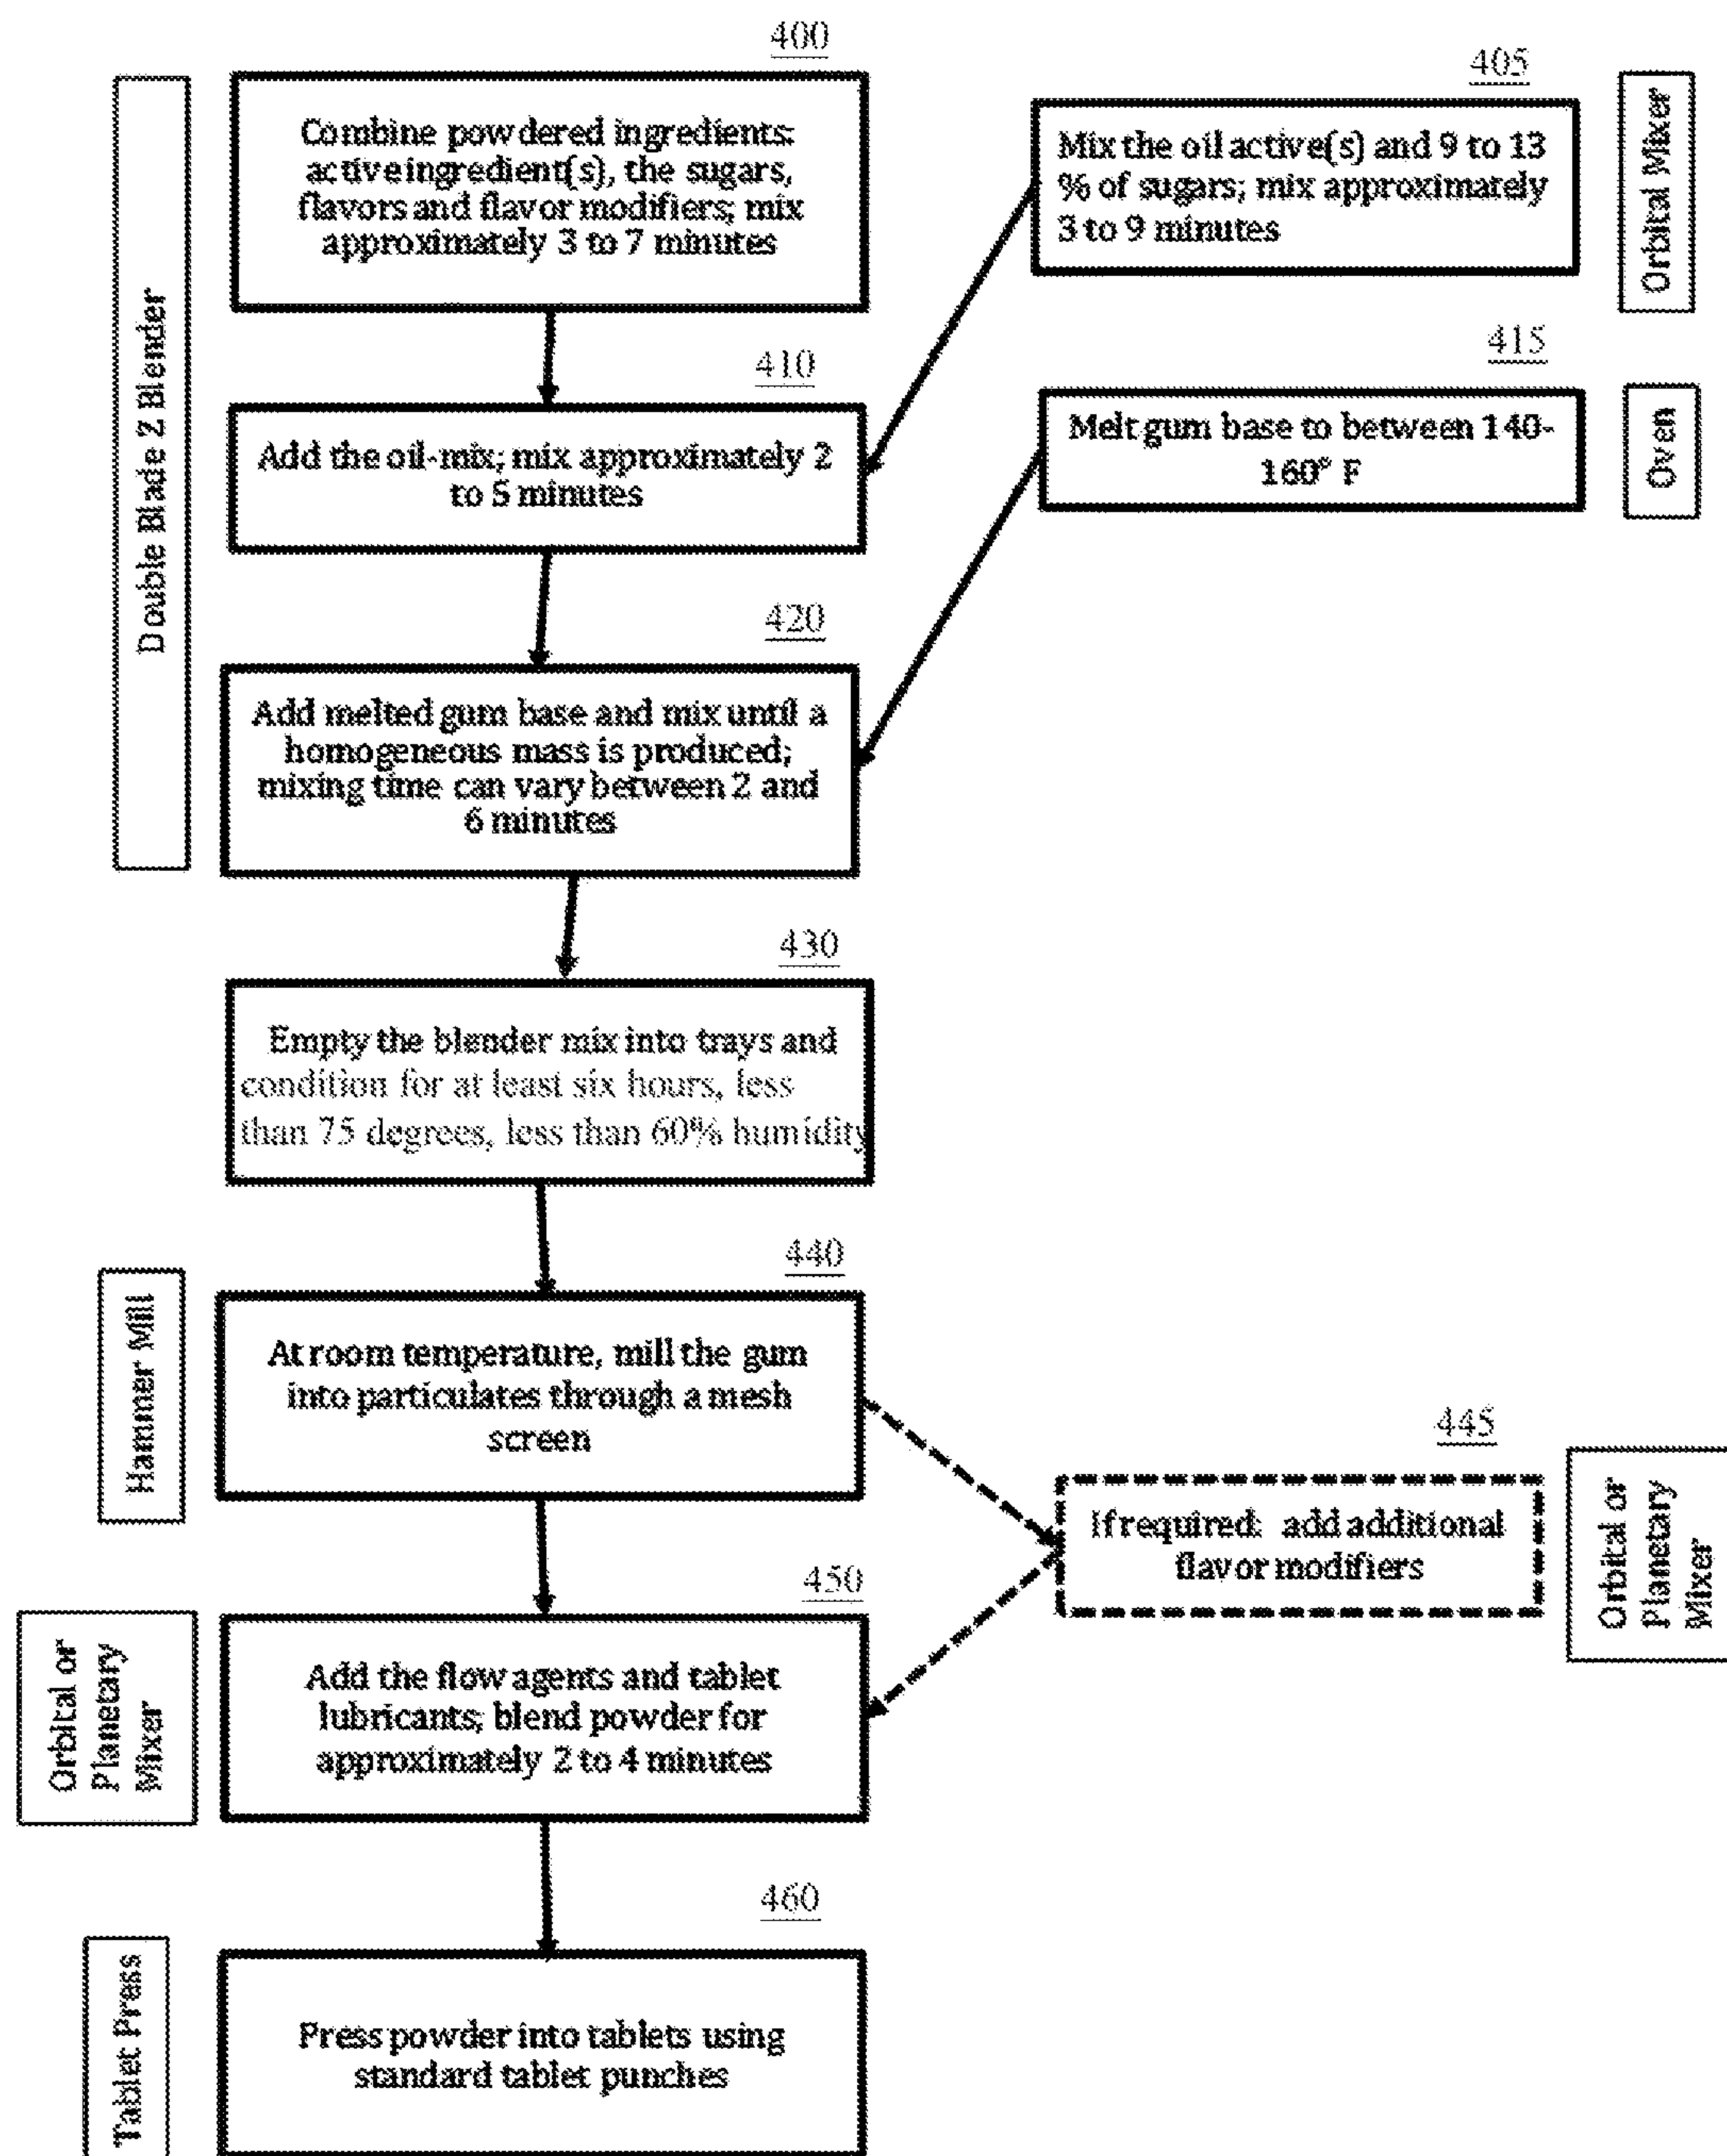 400
Combine powdered ingredients:
active ingredient(s), the sugars,
flavors and flavor modifiers; mix
approximately 3 to 7 minutes
405
Mix the oil active(s) and 9 to 13
% of sugars; mix approximately
3 to 9 minutes
Orbital Mixer
Double Blade Z Blender
410
Add the oil-mix; mix approximately 2
to 5 minutes
415
Melt gum base to between 140-
160° F
Oven
420
Add melted gum base and mix until a
homogeneous mass is produced;
mixing time can vary between 2 and
6 minutes
430
Empty the blender mix into trays and
condition for at least six hours, less
than 75 degrees, less than 60% humidity
Hammer Mill
440
At room temperature, mill the gum
into particulates through a mesh
screen
445
If required: add additional
flavor modifiers
Orbital or
Planetary
Mixer
Orbital or
Planetary
Mixer
450
Add the flow agents and tablet
lubricants; blend powder for
approximately 2 to 4 minutes
Tablet Press
460
Press powder into tablets using
standard tablet punches